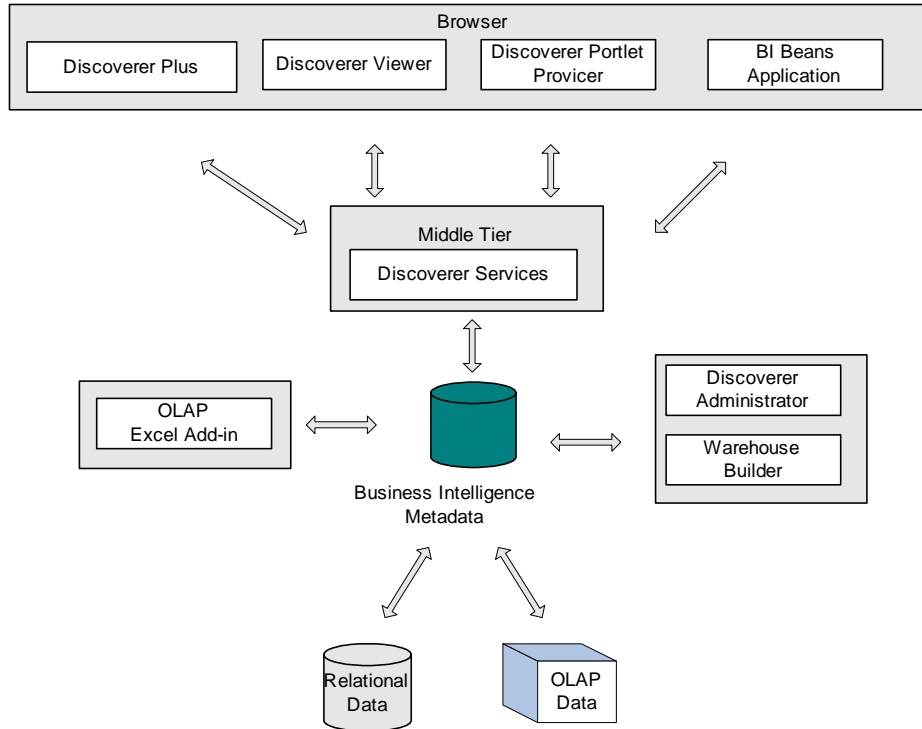 Browser
Discoverer Plus
Discoverer Viewer
Discoverer Portlet
Provicer
BI Beans
Application
Middle Tier
Discoverer Services
OLAP
Excel Add-in
Discoverer
Administrator
Warehouse
Builder
Business Intelligence
Metadata
Relational
Data
OLAP
Data